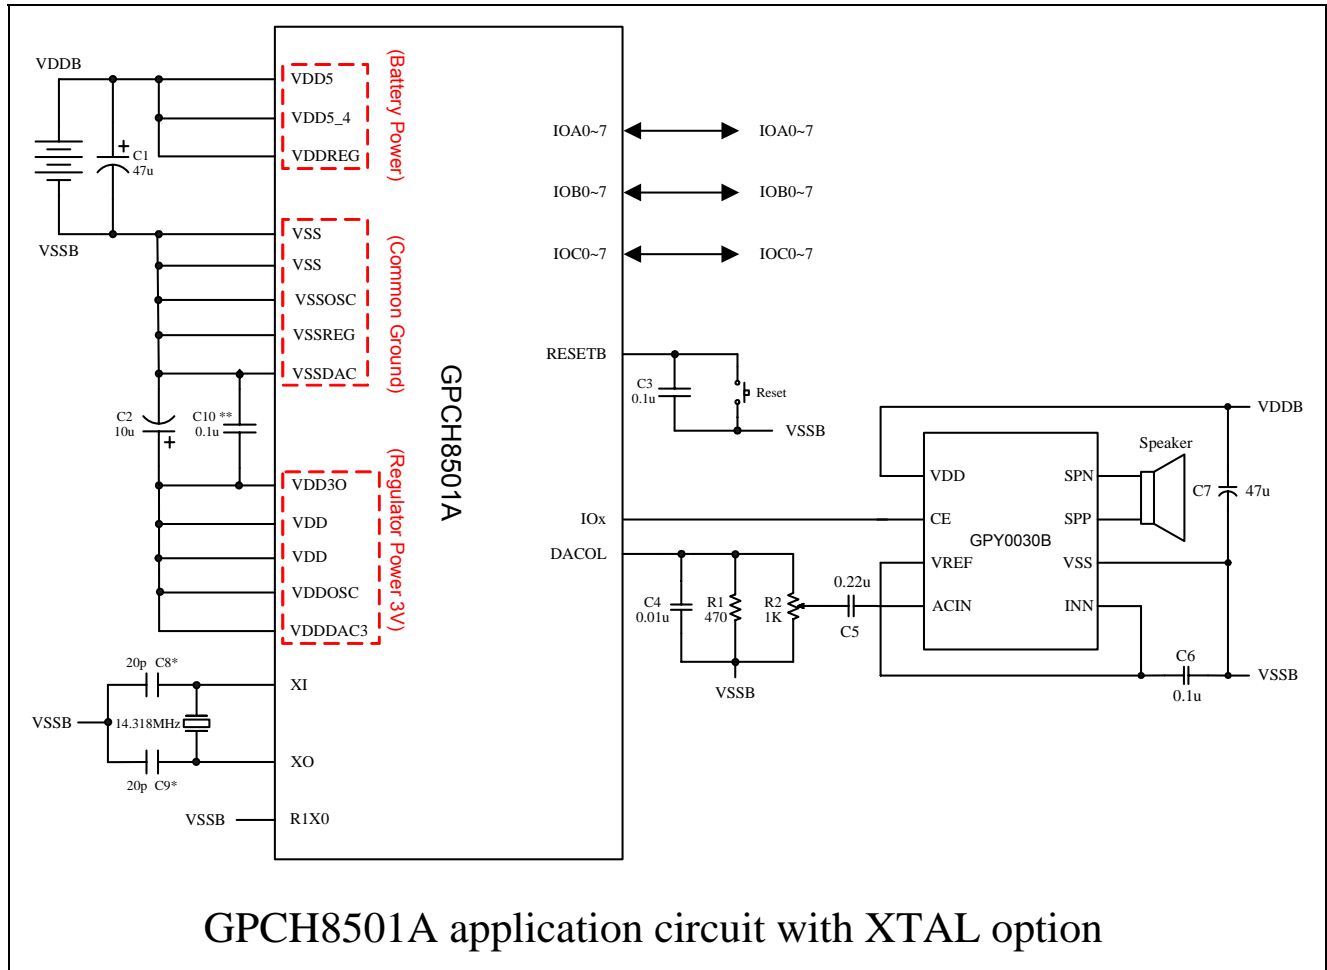 VDDB
VDD5
VDD5_4
VDDREG
(Battery Power)
+ C1
47u
VSSB
VSS
VSS
VSSOSC
VSSREG
VSSDAC
(Common Ground)
C2
10u
+
C10 **
0.1u
VDD3O
VDD
VDD
VDDOSC
VDDDAC3
(Regulator Power 3V)
20p C8*
XI
VSSB
14.318MHz
XO
20p C9*
VSSB
R1X0
GPCH8501A
IOA0~7
IOA0~7
IOB0~7
IOB0~7
IOC0~7
IOC0~7
RESETB
C3
0.1u
Reset
VSSB
IOx
DACOL
C4
0.01u
R1
470
R2
1K
VSSB
0.22u
C5
VDDB
VDD
CE
VREF
ACIN
GPY0030B
SPN
SPP
VSS
INN
Speaker
C7
47u
C6
0.1u
VSSB
GPCH8501A application circuit with XTAL option